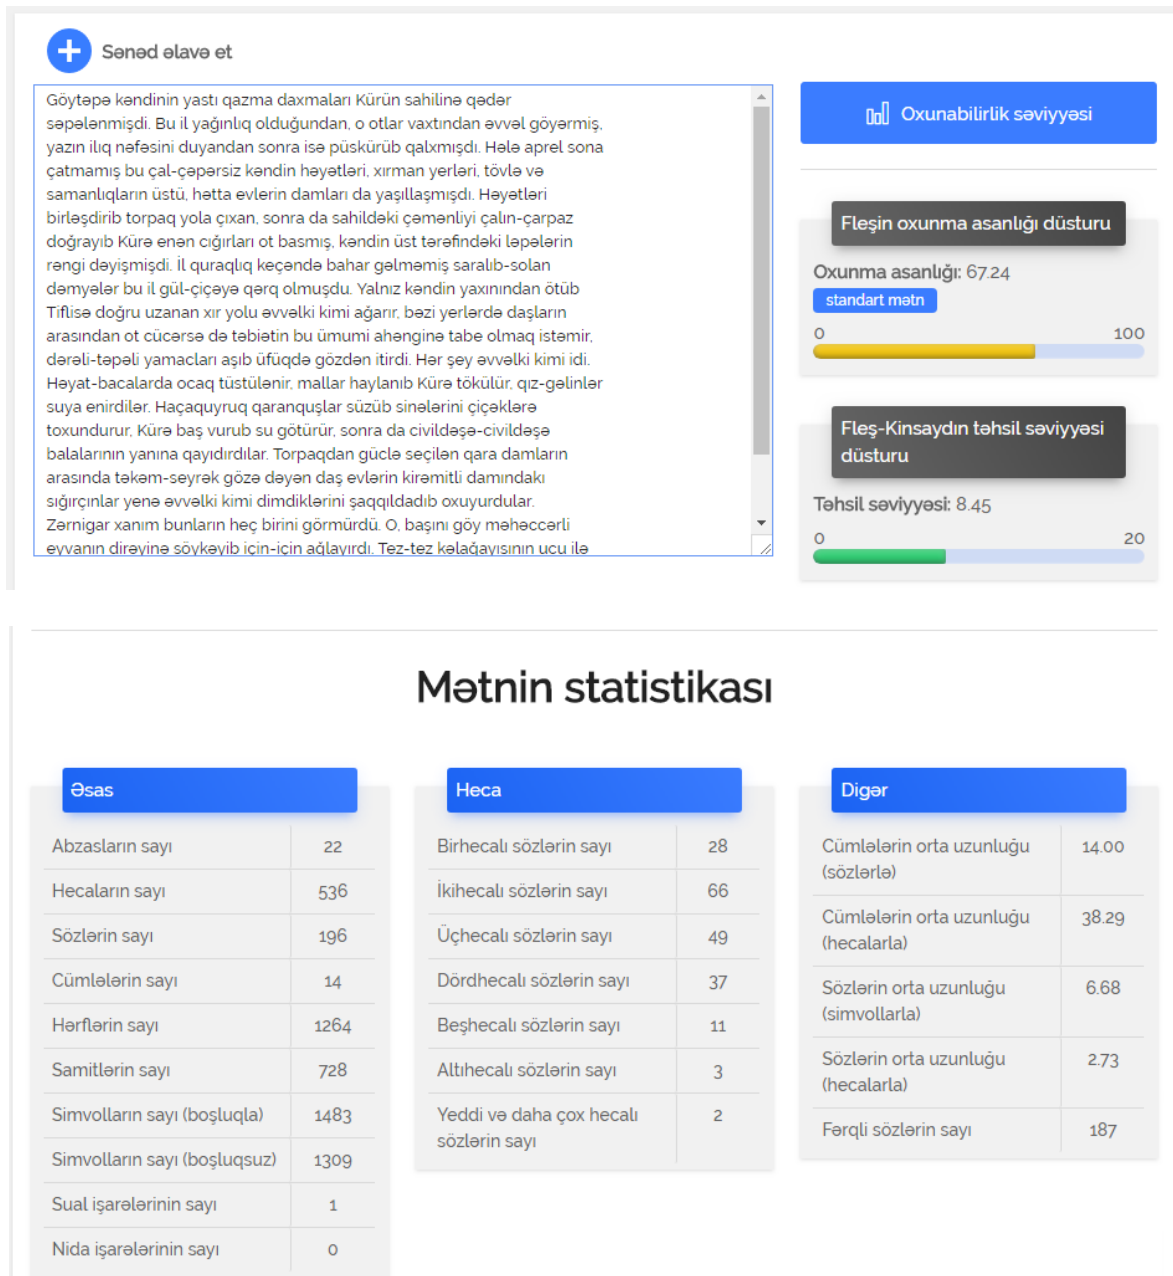 Sənəd əlavə et
Göytəpə kəndinin yastı qazma daxmaları Kürün sahilinə qədər
səpələnmişdi. Bu il yağınlıq olduğundan, o otlar vaxtından əvvəl göyərmiş,
yazın ilıq nəfəsini duyandan sonra isə püskürüb qalxmışdı. Hələ aprel sona
çatmamış bu çal-çəpərsiz kəndin həyətləri, xırman yerləri, tövlə və
samanlıqların üstü, hətta evlerin damları da yaşıllaşmışdı. Həyətləri
birləşdirib torpaq yola çıxan, sonra da sahildəki çəmənliyi çalın-çarpaz
doğrayıb Kürə enən cığırları ot basmış, kəndin üst tərəfindəki ləpələrin
rəngi dəyişmişdi. İl quraqlıq keçəndə bahar gəlməmiş saralıb-solan
dəmyələr bu il gül-çiçəyə qərq olmuşdu. Yalnız kəndin yaxınından ötüb
Tiflisə doğru uzanan xır yolu əvvəlki kimi ağarır, bəzi yerlərdə daşların
arasından ot cücərsə də təbiətin bu ümumi ahənginə tabe olmaq istəmir,
dərəli-təpəli yamacları aşıb üfüqdə gözdən itirdi. Hər şey əvvəlki kimi idi.
Həyat-bacalarda ocaq tüstülənir, mallar haylanıb Kürə tökülür, qız-gəlinlər
suya enirdilər. Haçaquyruq qaranquşlar süzüb sinələrini çiçəklərə
toxundurur, Kürə baş vurub su götürür, sonra da civildəşə-civildəşə
balalarının yanına qayıdırdılar. Torpaqdan güclə seçilən qara damların
arasında təkəm-seyrək gözə dəyən daş evlərin kirəmitli damındakı
sığırçınlar yenə əvvəlki kimi dimdiklərini şaqqıldadıb oxuyurdular.
Zərnigar xanım bunların heç birini görmürdü. O, başını göy məhəccərli
eyvanın dirəyinə söykəyib için-için ağlayırdı. Tez-tez kəlağayısının ucu ilə
Oxunabilirlik səviyyəsi
Fleşin oxunma asanlığı düsturu
Oxunma asanlığı: 67.24
standart mətn
0 100
Fleş-Kinsaydın təhsil səviyyəsi
düsturu
Təhsil səviyyəsi: 8.45
0 20
Mətnin statistikası
Əsas
Abzasların sayı 22
Hecaların sayı 536
Sözlərin sayı 196
Cümlələrin sayı 14
Hərflərin sayı 1264
Samitlərin sayı 728
Simvolların sayı (boşluqla) 1483
Simvolların sayı (boşluqsuz) 1309
Sual işarələrinin sayı 1
Nida işarələrinin sayı 0
Heca
Birhecalı sözlərin sayı 28
İkihecalı sözlərin sayı 66
Üçhecalı sözlərin sayı 49
Dördhecalı sözlərin sayı 37
Beşhecalı sözlərin sayı 11
Altıhecalı sözlərin sayı 3
Yeddi və daha çox hecalı 2
sözlərin sayı
Digər
Cümlələrin orta uzunluğu 14.00
(sözlərlə)
Cümlələrin orta uzunluğu 38.29
(hecalarla)
Sözlərin orta uzunluğu 6.68
(simvollarla)
Sözlərin orta uzunluğu 2.73
(hecalarla)
Fərqli sözlərin sayı 187